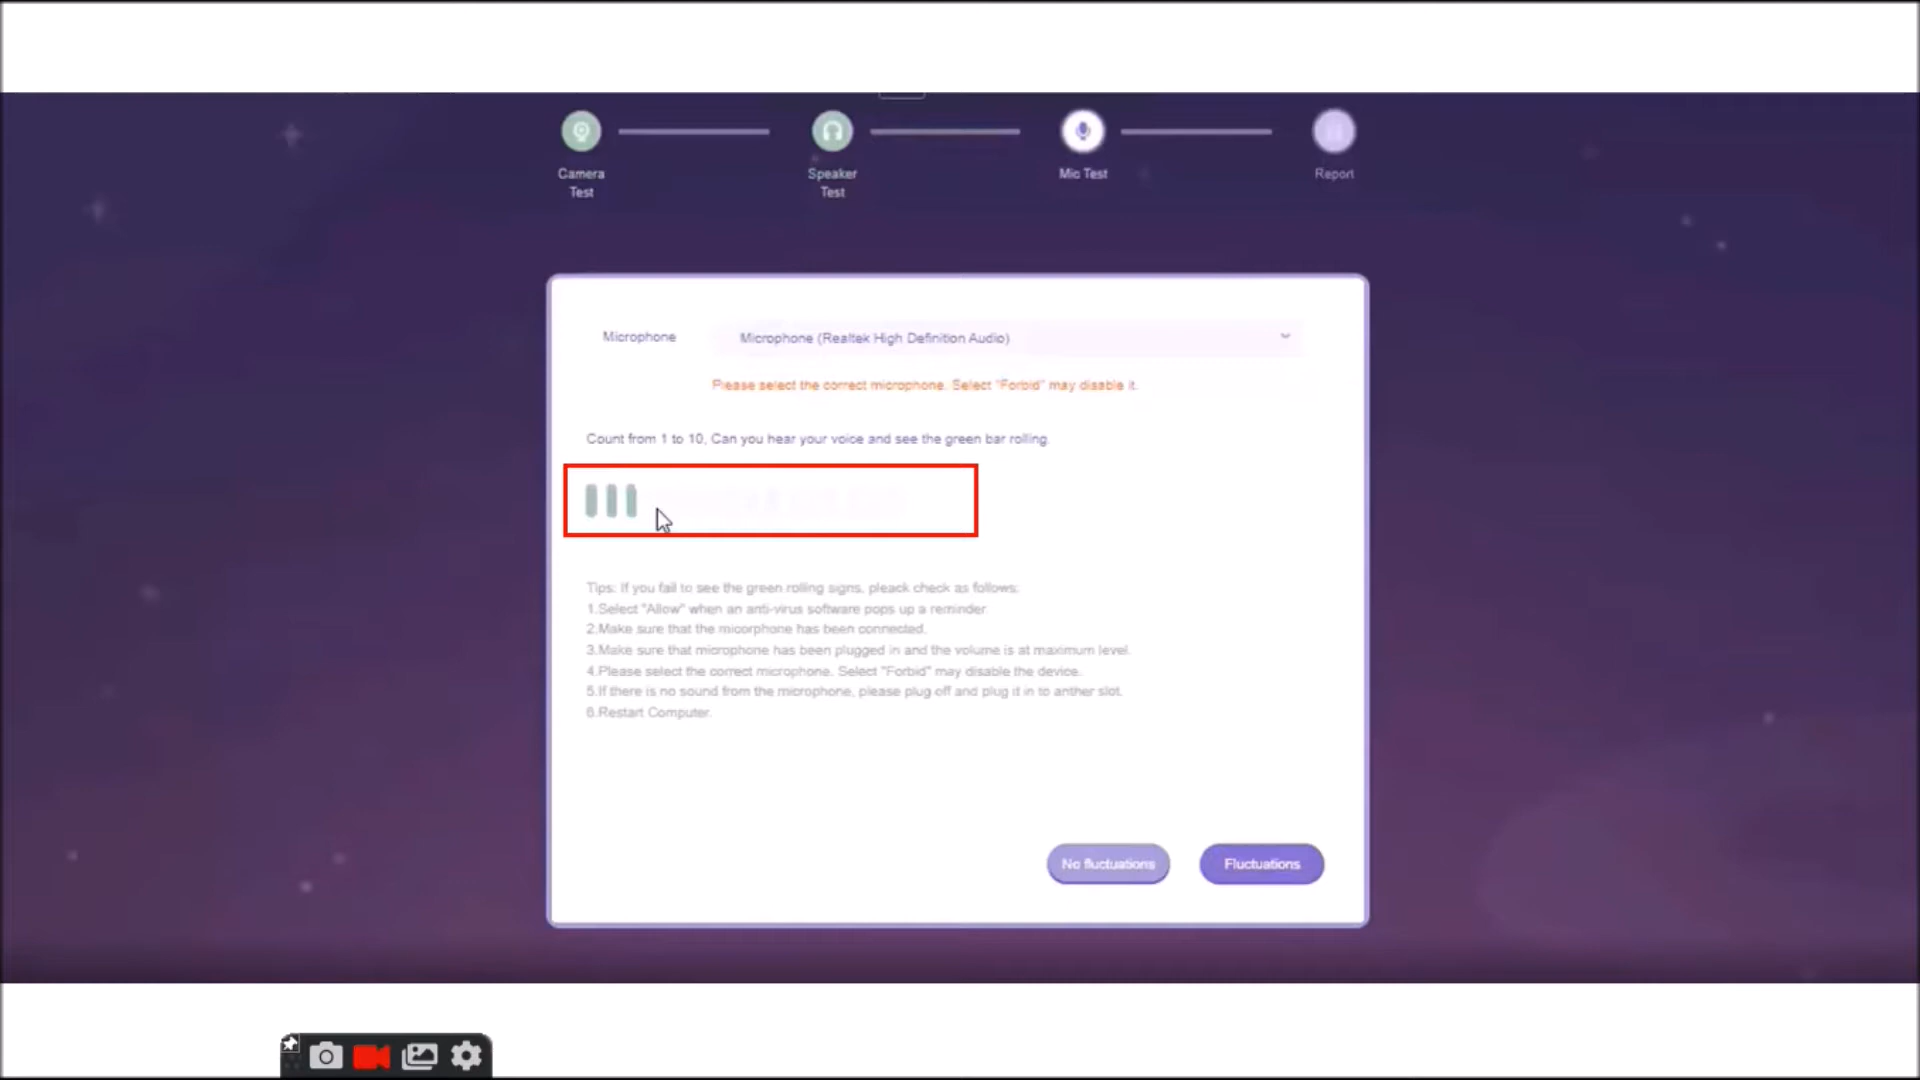 Camera
Test
Speaker
Test
Mic Test
Report
Microphone
Microphone (Realtek High Definition Audio)
Please select the correct microphone. Select "Forbid" may disable it.
Count from 1 to 10, Can you hear your voice and see the green bar rolling.
Tips: If you fail to see the green rolling signs, pleack check as follows:
1.Select "Allow" when an anti-virus software pops up a reminder.
2.Make sure that the micorphone has been connected.
3.Make sure that microphone has been plugged in and the volume is at maximum level.
4.Please select the correct microphone. Select "Forbid" may disable the device.
5.If there is no sound from the microphone, please plug off and plug it in to anther slot.
6.Restart Computer.
No fluctuations
Fluctuations